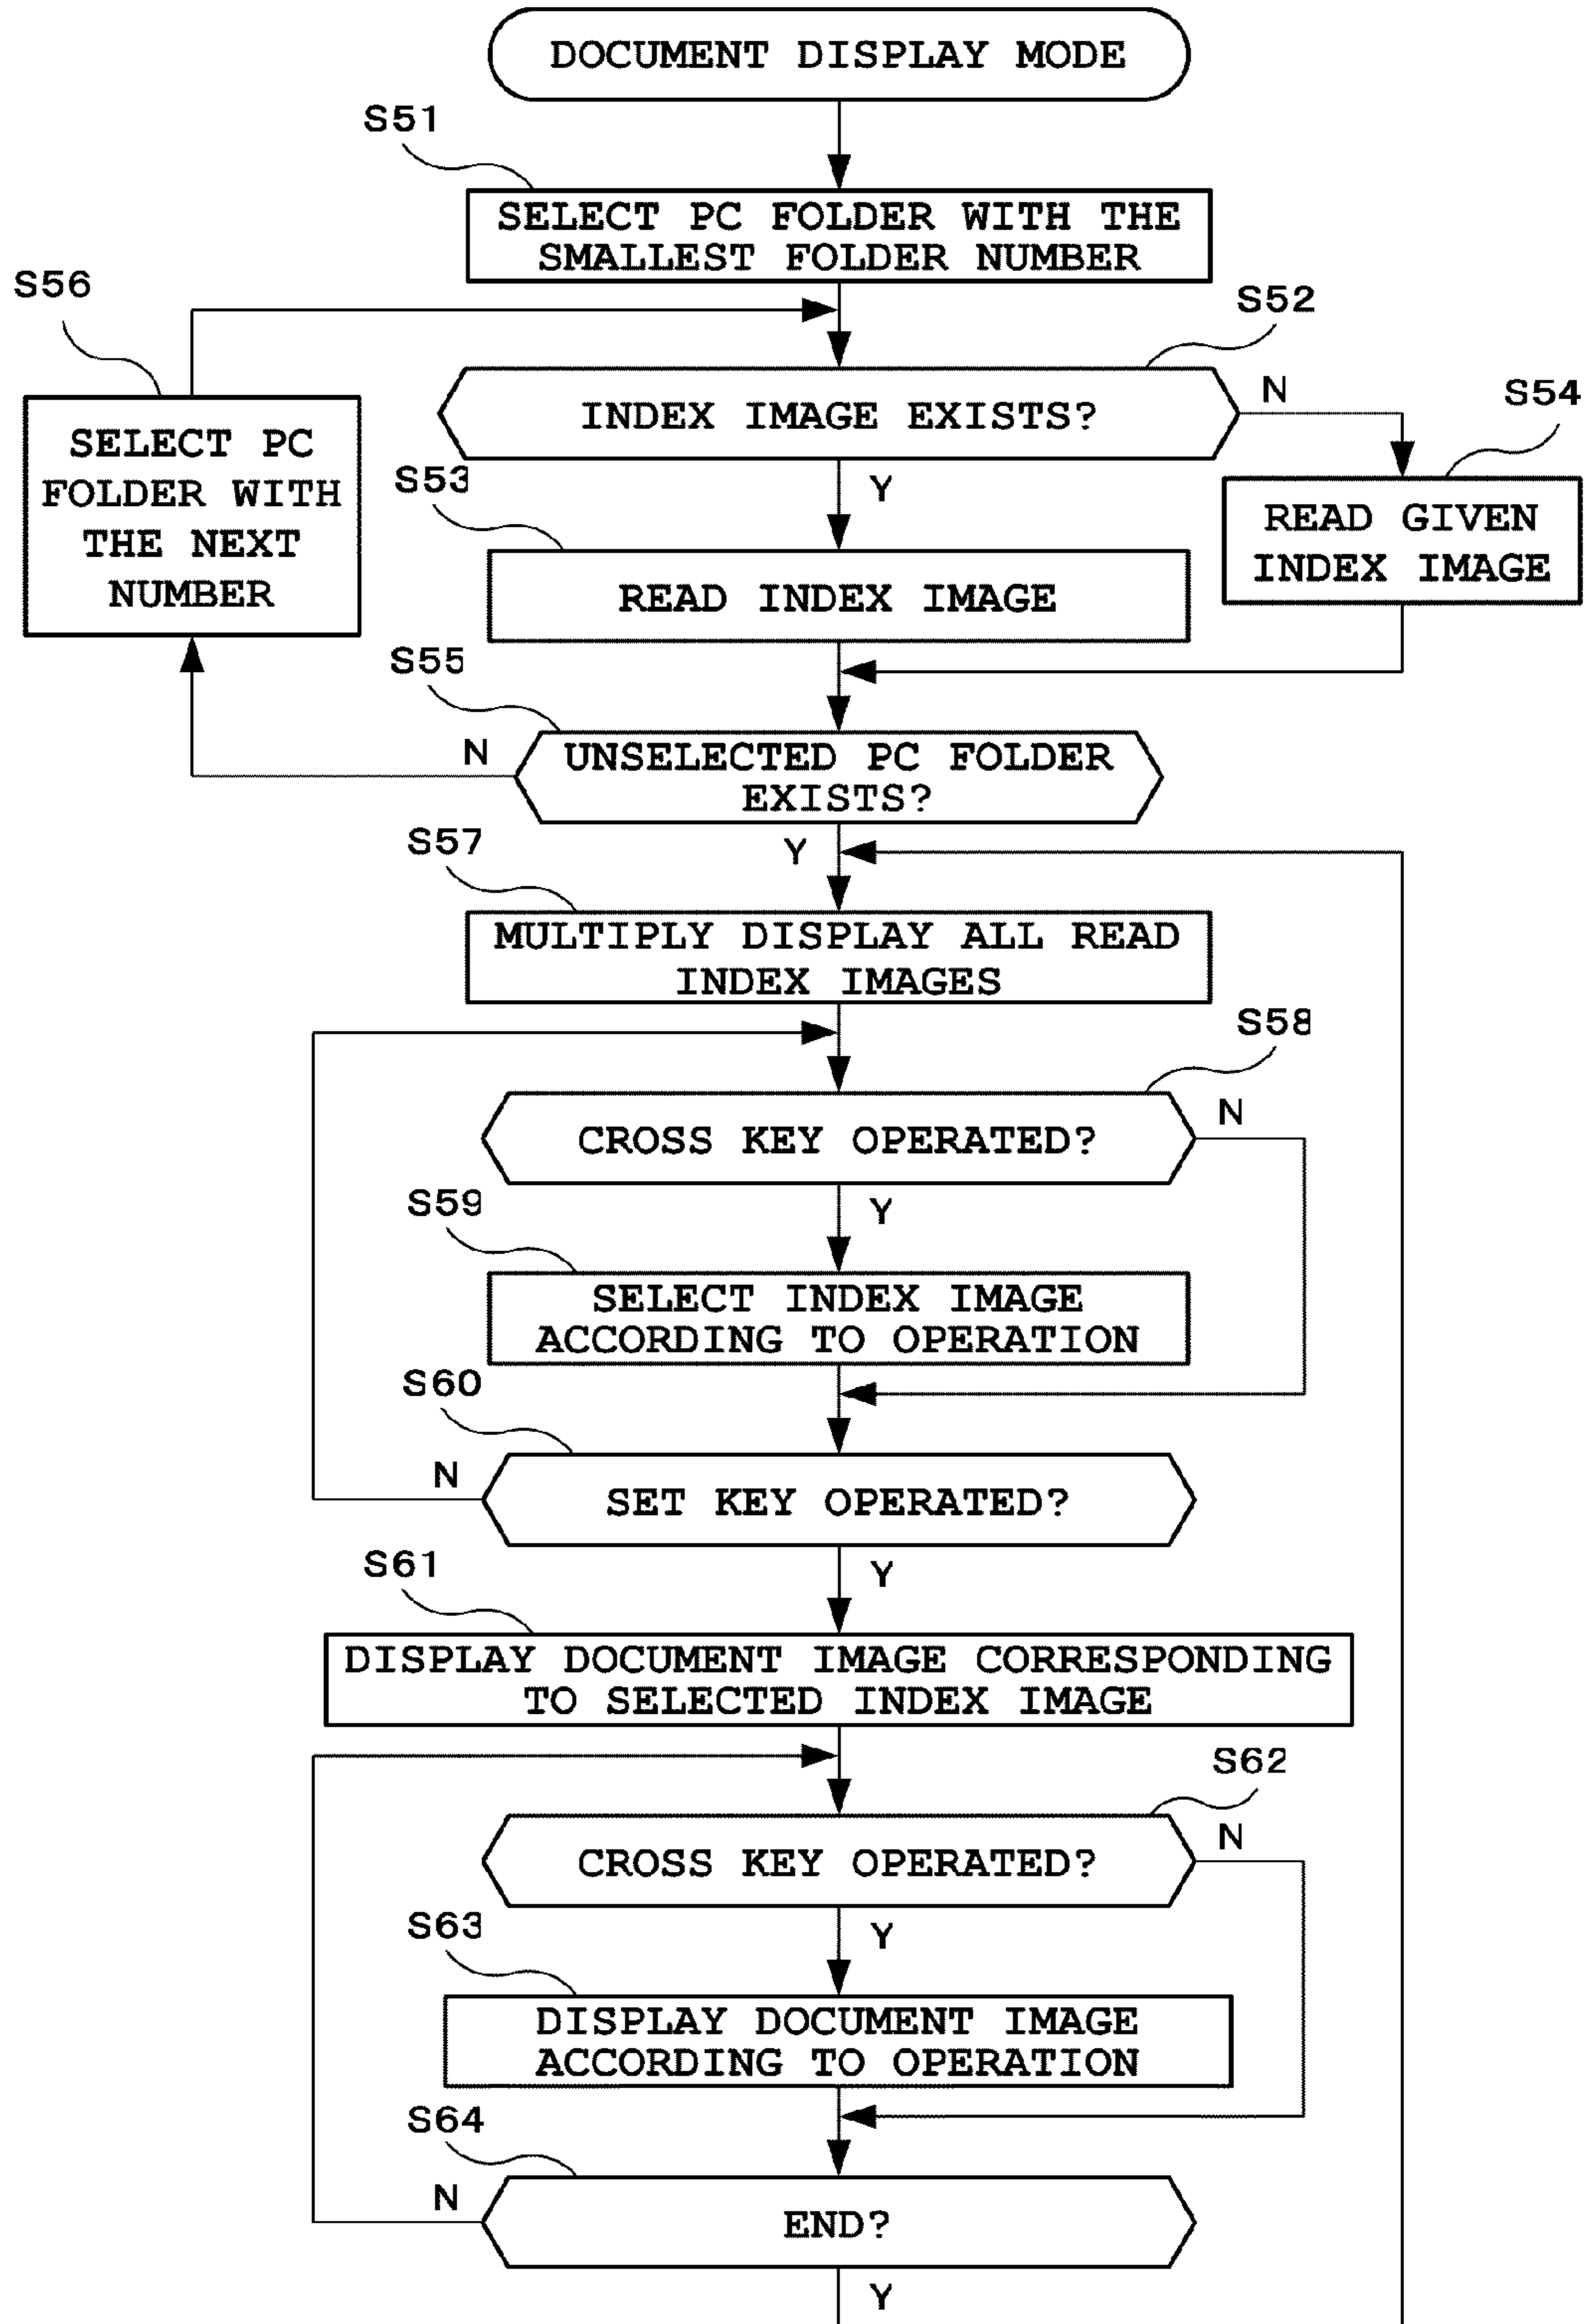 DOCUMENT DISPLAY MODE
S51
SELECT PC FOLDER WITH THE
SMALLEST FOLDER NUMBER
S56
SELECT PC
FOLDER WITH
THE NEXT
NUMBER
S52
INDEX IMAGE EXISTS?
N
Y
S54
READ GIVEN
INDEX IMAGE
S53
READ INDEX IMAGE
S55
N
UNSELECTED PC FOLDER
EXISTS?
Y
S57
MULTIPLY DISPLAY ALL READ
INDEX IMAGES
S58
CROSS KEY OPERATED?
N
Y
S59
SELECT INDEX IMAGE
ACCORDING TO OPERATION
S60
N
SET KEY OPERATED?
Y
S61
DISPLAY DOCUMENT IMAGE CORRESPONDING
TO SELECTED INDEX IMAGE
S62
CROSS KEY OPERATED?
N
Y
S63
DISPLAY DOCUMENT IMAGE
ACCORDING TO OPERATION
S64
N
END?
Y